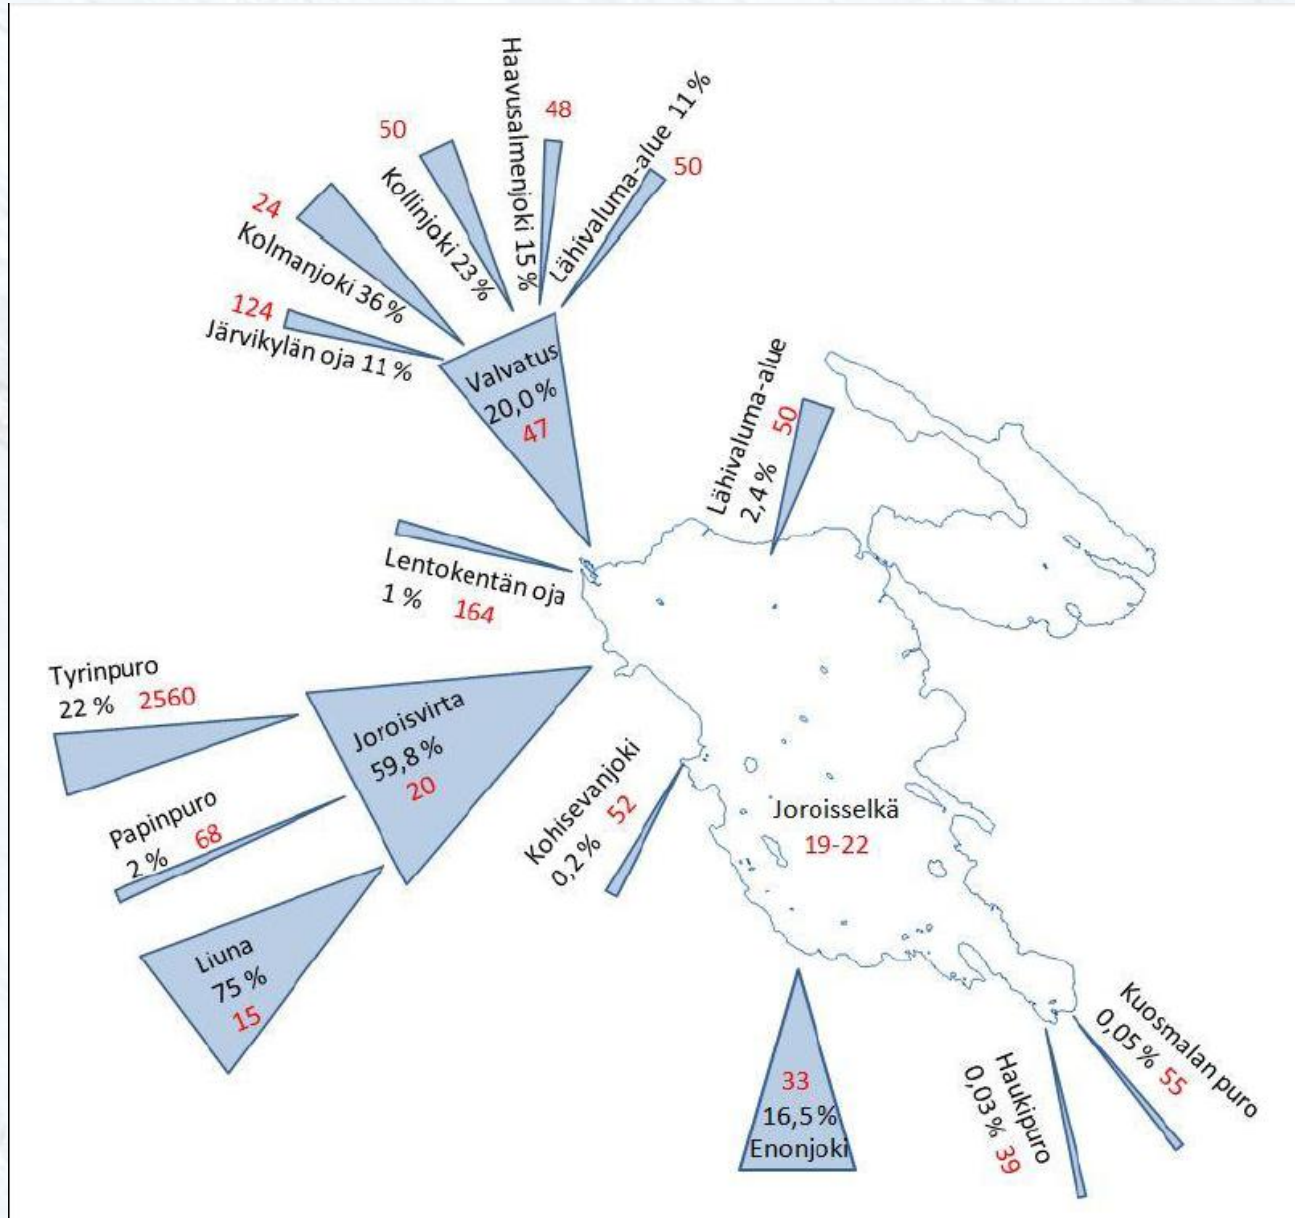 Haavusalmenjoki 15 %
48
Lähivaluma-alue 11 %
50
50
Kollinjoki 23 %
24
Kolmanjoki 36 %
124
Järvikylän oja 11 %
Valvatus
20,0 %
47
Lähivaluma-alue
2,4 % 50
Lentokentän oja
1 % 164
Tyrinpuro
22 % 2560
Joroisvirta
59,8 %
20
Papinpuro
2 % 68
Liuna
75 %
15
Kohisevanjoki
0,2 % 52
Joroisselkä
19-22
33
16,5 %
Enonjoki
Haukipuro
0,03 % 39
Kuosmalan puro
0,05 % 55